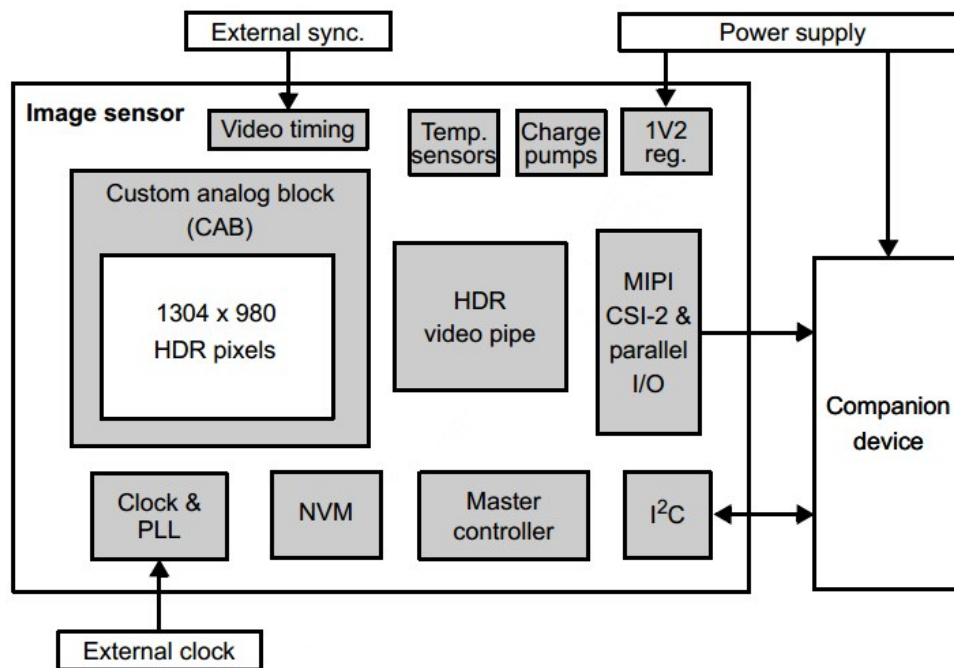 External sync.
Power supply
Image sensor
Video timing
Temp.
sensors
Charge
pumps
1V2
reg.
Custom analog block
(CAB)
1304 x 980
HDR pixels
HDR
video pipe
MIPI
CSI-2 &
parallel
I/O
Companion
device
Clock &
PLL
NVM
Master
controller
I²C
External clock